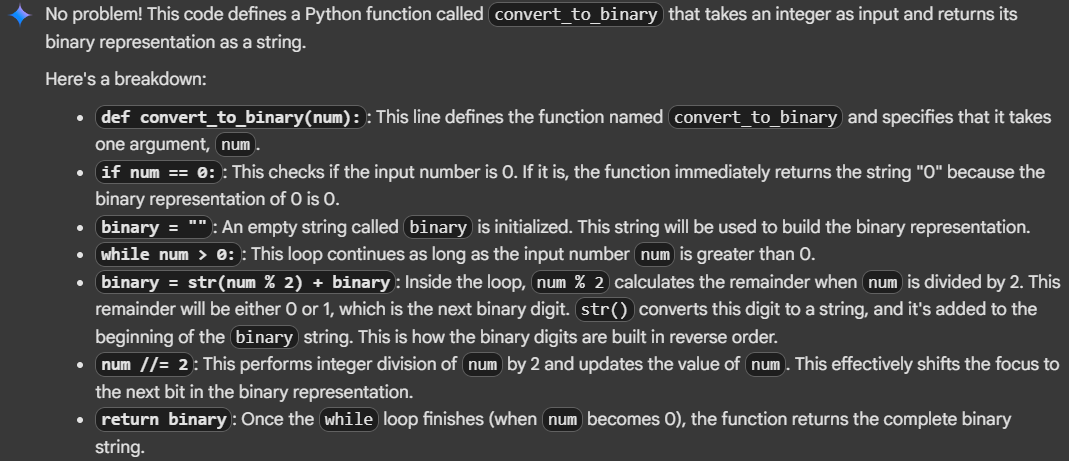 No problem! This code defines a Python function called convert_to_binary that takes an integer as input and returns its
binary representation as a string.
Here's a breakdown:
• def convert_to_binary(num): : This line defines the function named convert_to_binary and specifies that it takes
one argument, num .
• if num == 0: : This checks if the input number is 0. If it is, the function immediately returns the string "0" because the
binary representation of 0 is 0.
• binary = "" : An empty string called binary is initialized. This string will be used to build the binary representation.
• while num > 0: : This loop continues as long as the input number num is greater than 0.
• binary = str(num % 2) + binary : Inside the loop, num % 2 calculates the remainder when num is divided by 2. This
remainder will be either 0 or 1, which is the next binary digit. str() converts this digit to a string, and it's added to the
beginning of the binary string. This is how the binary digits are built in reverse order.
• num //= 2 : This performs integer division of num by 2 and updates the value of num . This effectively shifts the focus to
the next bit in the binary representation.
• return binary : Once the while loop finishes (when num becomes 0), the function returns the complete binary
string.